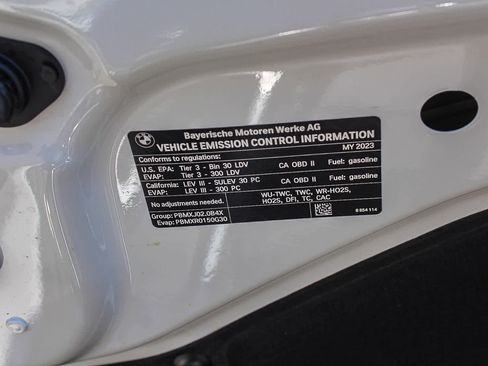 Bayerische Motoren Werke AG
VEHICLE EMISSION CONTROL INFORMATION
Conforms to regulations: MY 2023
U.S. EPA: Tier 3 - Bin 30 LDV CA OBD II Fuel: gasoline
EVAP: Tier 3 - 300 LDV
California: LEV III - SULEV 30 PC CA OBD II Fuel: gasoline
EVAP: LEV III - 300 PC
No adjustments needed. WU-TWC, TWC, WR-HO2S,
HO2S, DFI, TC, CAC
Group: PBMXJ02.0B4X
Evap: PBMXR0150G30 8 854 114